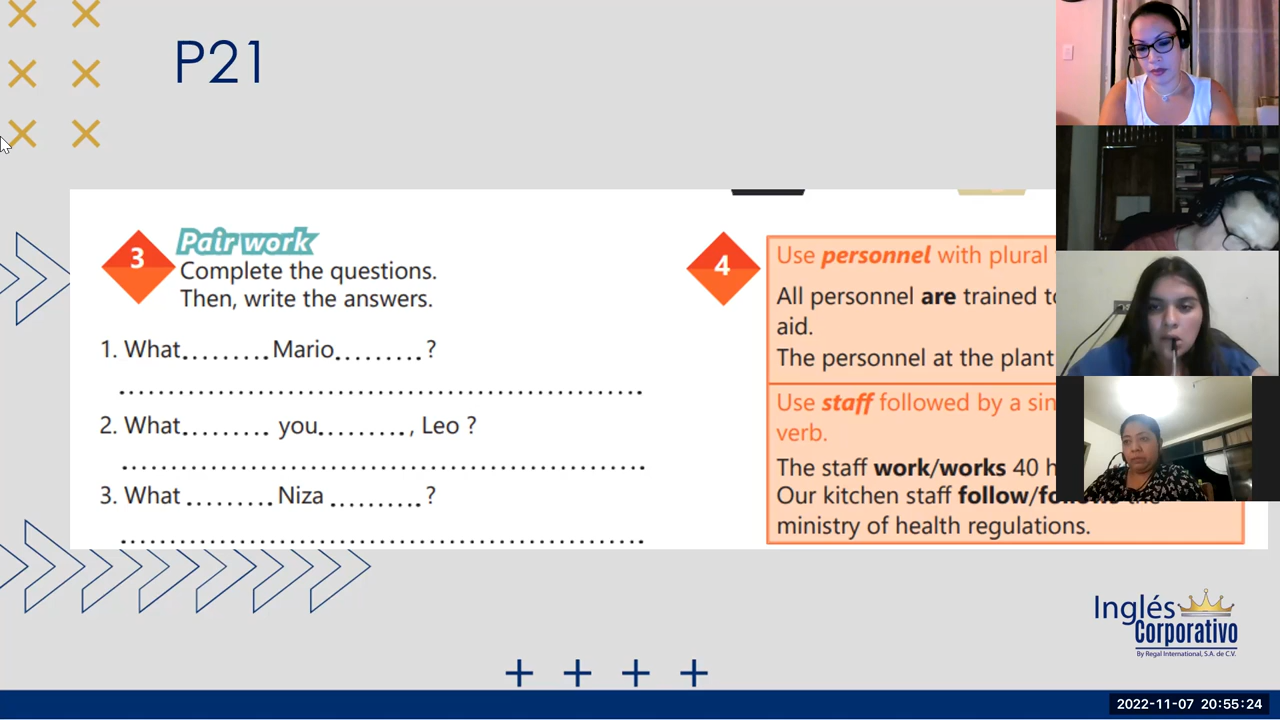 P21
3
Pair work
Complete the questions.
Then, write the answers.
1. What......... Mario.........?
2. What......... you........., Leo ?
3. What ......... Niza .........?
4
Use personnel with plural
All personnel are trained
aid.
The personnel at the plant
Use staff followed by a
verb.
The staff work/works 40
Our kitchen staff follow/
ministry of health regulations.
Inglés
Corporativo
By Regal International, S.A. de C.V.
2022-11-07 20:55:24